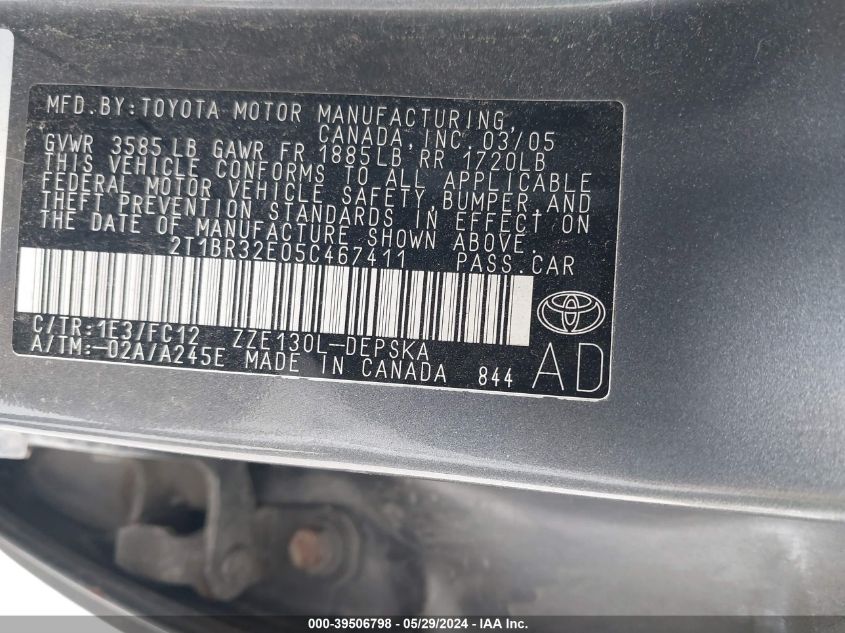 MFD.BY:TOYOTA MOTOR MANUFACTURING,
CANADA,INC.03/05
GVWR 3585LB GAWR FR 1885LB RR 1720LB
THIS VEHICLE CONFORMS TO ALL APPLICABLE
FEDERAL MOTOR VEHICLE SAFETY,BUMPER AND
THEFT PREVENTION STANDARDS IN EFFECT ON
THE DATE OF MANUFACTURE SHOWN ABOVE.
2T1BR32E05C467411 PASS.CAR
C/TR:1E3/FC12 ZZE130L-DEPSKA
A/TM:-02A/A245E MADE IN CANADA 844
AD
000-39506798 - 05/29/2024 - IAA Inc.